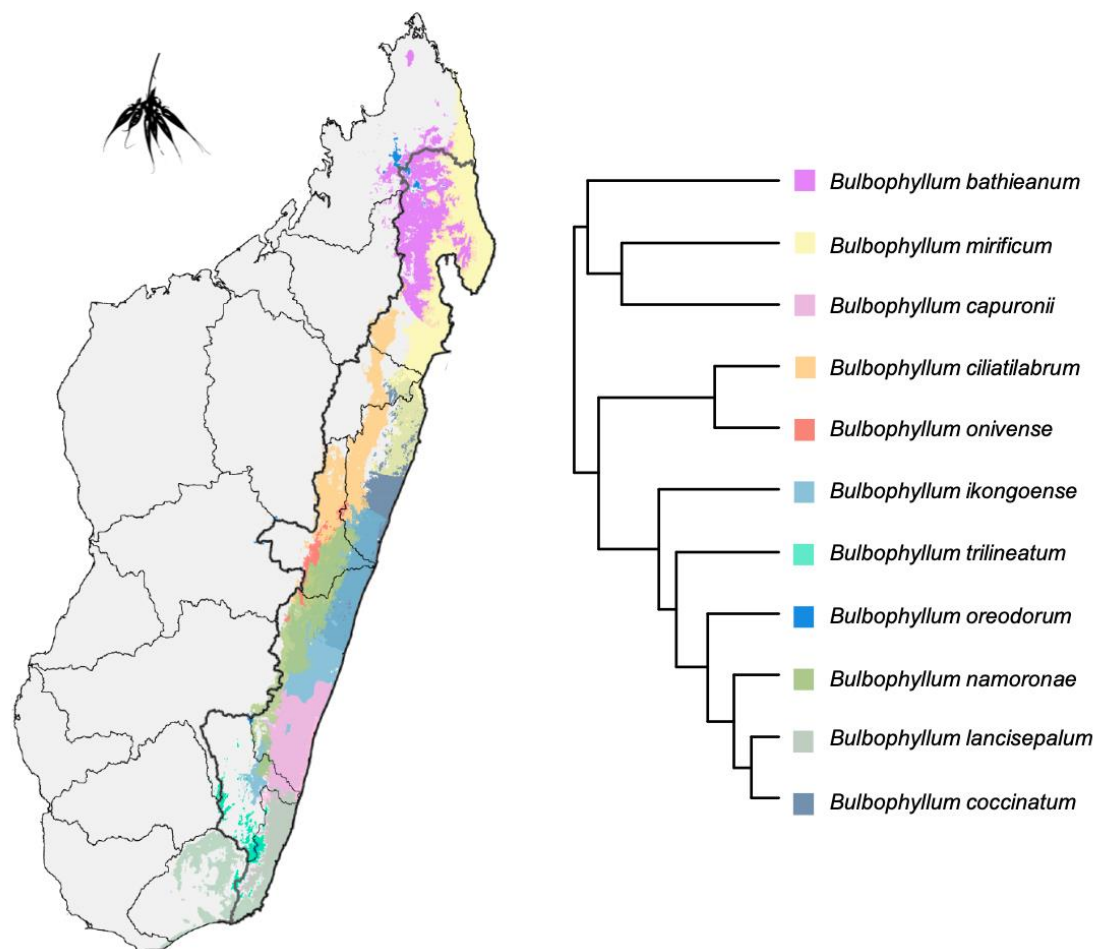 Bulbophyllum bathieanum
Bulbophyllum mirificum
Bulbophyllum capuronii
Bulbophyllum ciliatilabrum
Bulbophyllum onivense
Bulbophyllum ikongoense
Bulbophyllum trilineatum
Bulbophyllum oreodorum
Bulbophyllum namoronae
Bulbophyllum lancisepalum
Bulbophyllum coccinatum